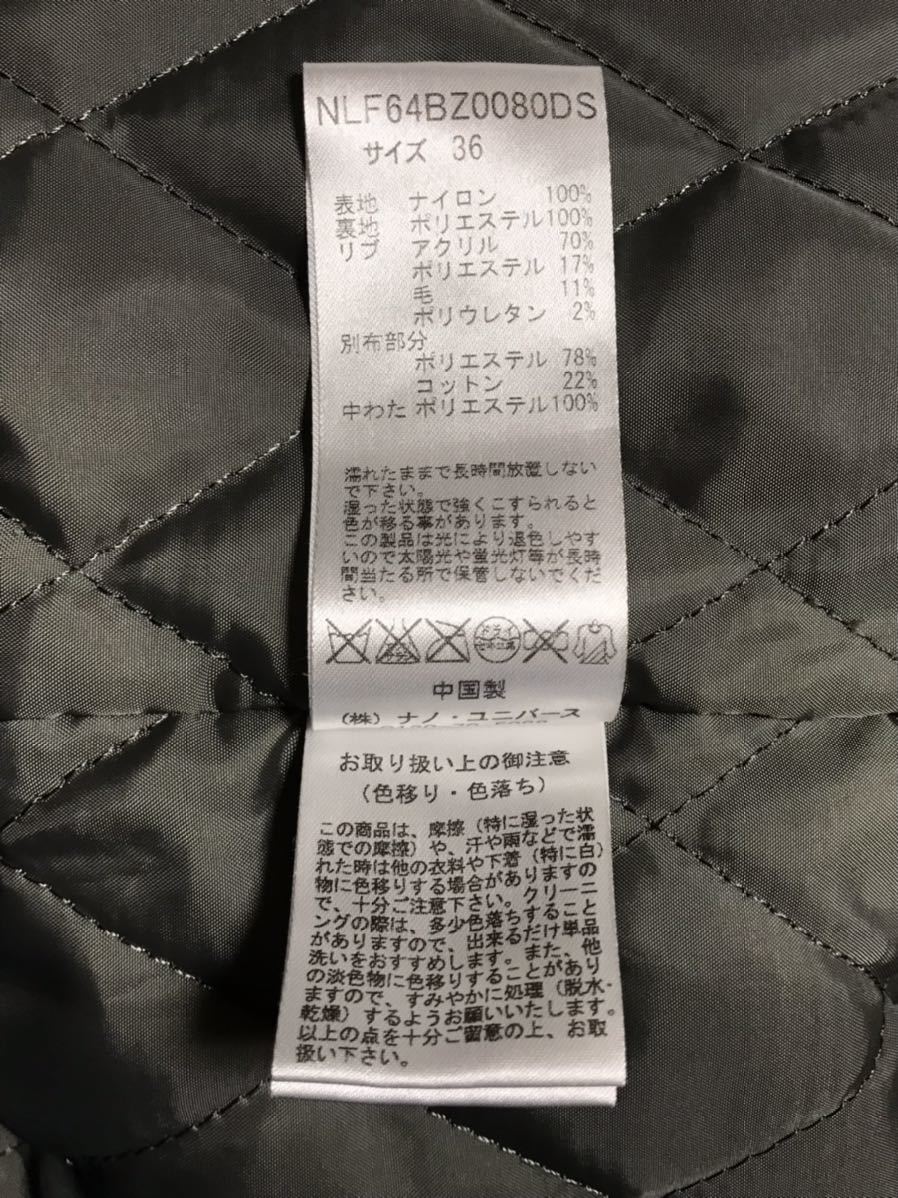 NLF64BZ0080DS
サイズ 36
表地 ナイロン 100%
裏地 ポリエステル100%
リブ アクリル 70%
ポリエステル 17%
毛 11%
ポリウレタン 2%
別布部分
ポリエステル 78%
コットン 22%
中わた ポリエステル100%
濡れたままで長時間放置しない
で下さい。
湿った状態で強くこすられると
色が移る事があります。
この製品は光により退色しやす
いので太陽光や蛍光灯等が長時
間当たる所で保管しないでくだ
さい。
ドライ
中国製
(株) ナノ・ユニバース
お取り扱い上の御注意
(色移り・色落ち)
この商品は、摩擦(特に湿った状
態での摩擦)や、汗や雨などで濡
れた時は他の衣料や下着(特に白)
物に色移りする場合がありますの
で、十分ご注意下さい。クリーニ
ングの際は、多少色落ちすること
がありますので、出来るだけ単品
洗いをおすすめします。また、他
の淡色物に色移りすることがあり
ますので、すみやかに処理(脱水・
乾燥)するようお願いいたします。
以上の点を十分ご留意の上、お取
扱い下さい。